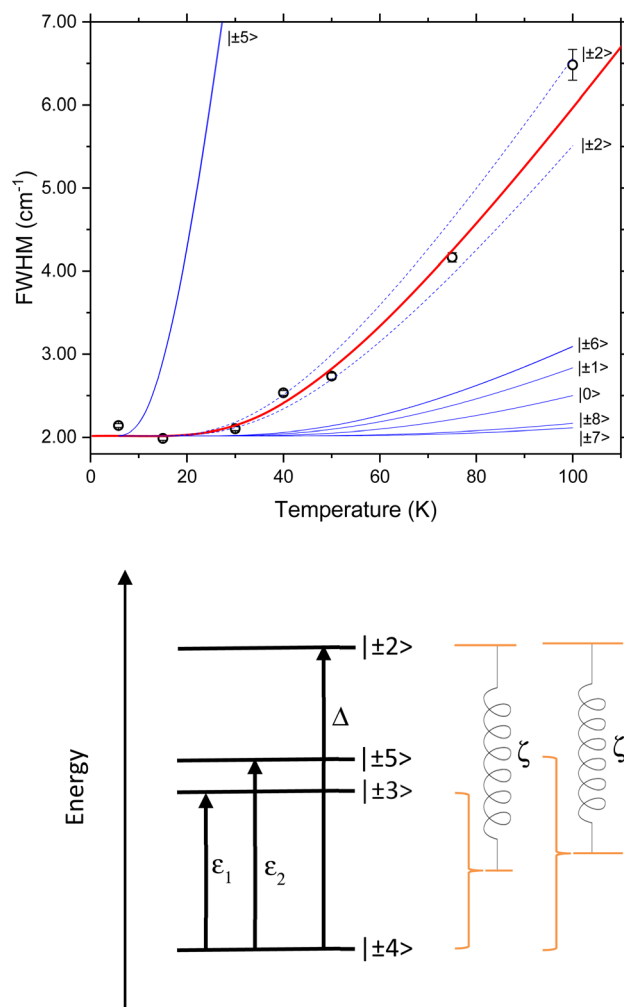 7.00
|±5>
|±2>
6.00
|±2>
5.00
FWHM (cm⁻¹)
4.00
3.00
|±6>
|±1>
|0>
|±8>
|±7>
2.00
0 20 40 60 80 100
Temperature (K)
|±2>
Δ
ζ ζ
|±5>
|±3>
Energy
ε₁ ε₂
|±4>